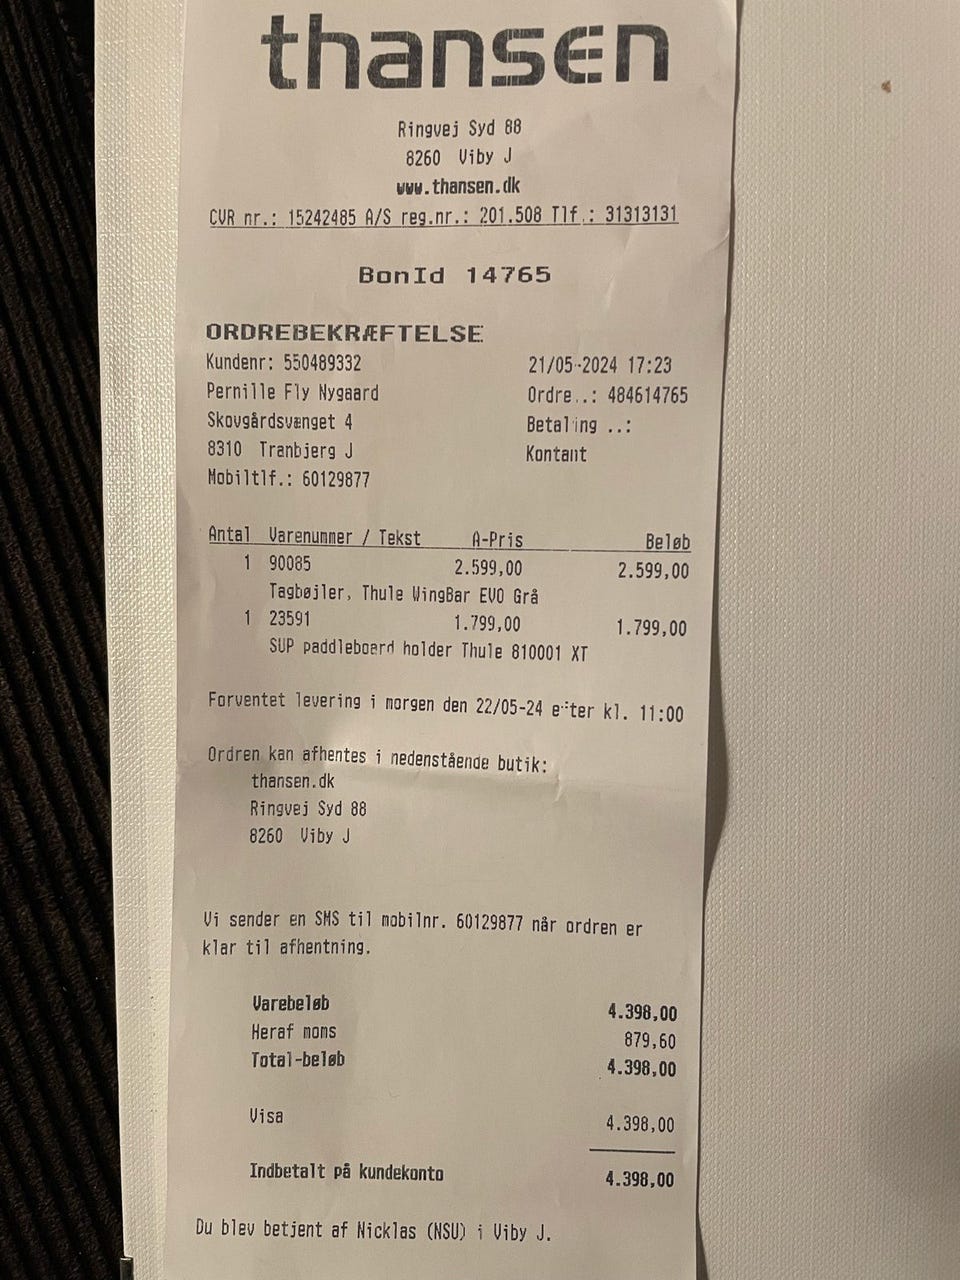 thansen
Ringvej Syd 88
8260 Viby J
www.thansen.dk
CVR nr.: 15242485 A/S reg.nr.: 201.508 Tlf.: 31313131
BonId 14765
ORDREBEKRÆFTELSE
Kundenr: 550489332 21/05-2024 17:23
Pernille Fly Nygaard Ordre..: 484614765
Skovgårdsvænget 4 Betaling ..:
8310 Tranbjerg J Kontant
Mobiltlf.: 60129877
Antal Varenummer / Tekst A-Pris Beløb
1 90085 2.599,00 2.599,00
Tagbøjler, Thule WingBar EVO Grå
1 23591 1.799,00 1.799,00
SUP paddleboard holder Thule 810001 XT
Forventet levering i morgen den 22/05-24 efter kl. 11:00
Ordren kan afhentes i nedenstående butik:
thansen.dk
Ringvej Syd 88
8260 Viby J
Vi sender en SMS til mobilnr. 60129877 når ordren er
klar til afhentning.
Varebeløb 4.398,00
Heraf moms 879,60
Total-beløb 4.398,00
Visa 4.398,00
Indbetalt på kundekonto 4.398,00
Du blev betjent af Nicklas (NSU) i Viby J.